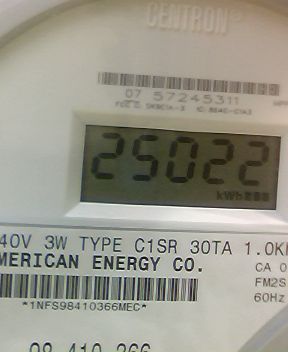 CENTRON®
07 57245311
25022
kWh
40V 3W TYPE C1SR 30TA 1.0K
MERICAN ENERGY CO.
CA 0
FM2S
60Hz
*1NFS98410366MEC*
98 410 366